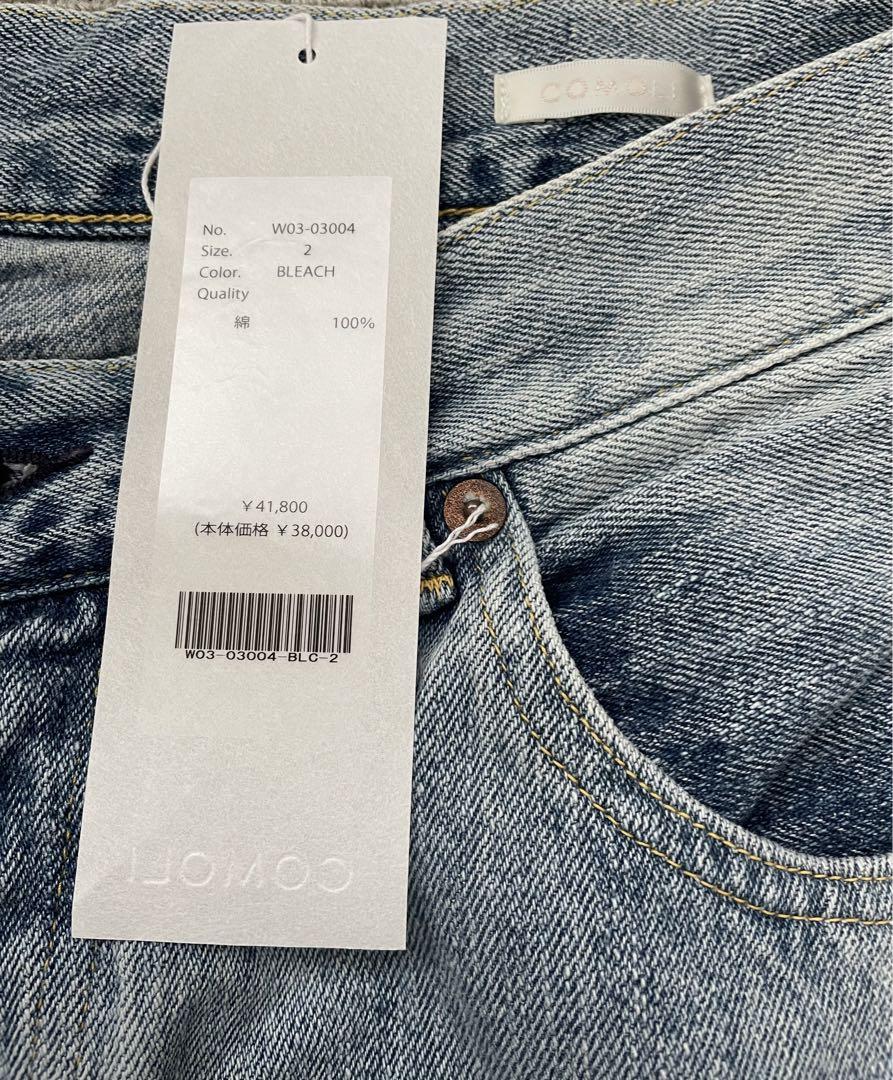 COMOLI
No. W03-03004
Size. 2
Color. BLEACH
Quality
綿 100%
￥41,800
(本体価格 ￥38,000)
W03-03004-BLC-2
COMOLI